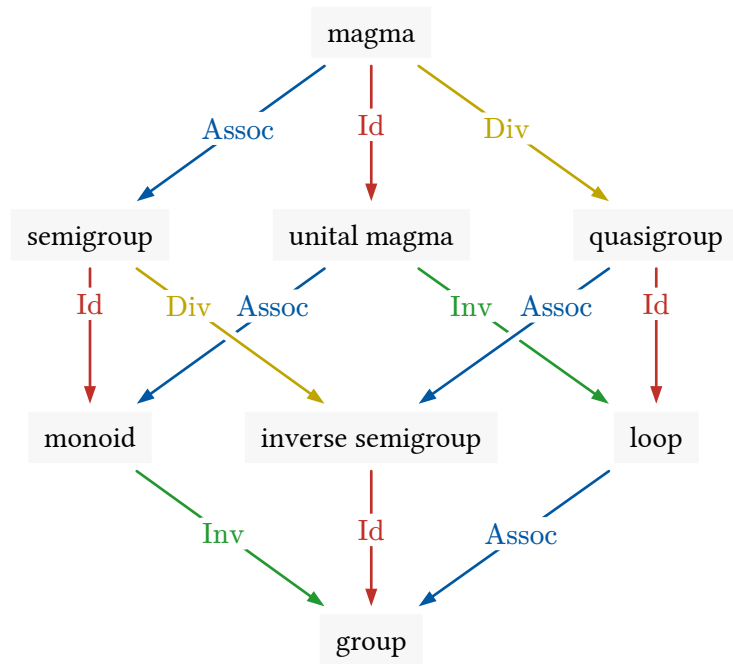 magma
Assoc Id Div
semigroup unital magma quasigroup
Id Div Assoc Inv Assoc Id
monoid inverse semigroup loop
Inv Id Assoc
group